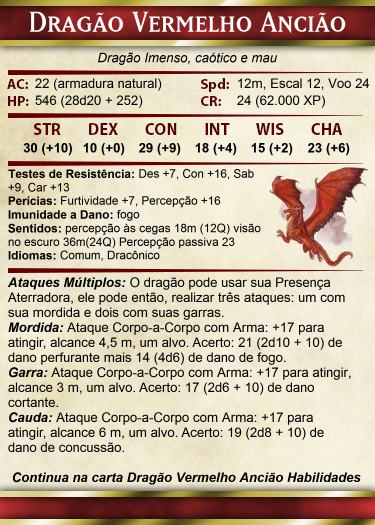 DRAGÃO VERMELHO ANCIÃO
Dragão Imenso, caótico e mau
AC: 22 (armadura natural) Spd: 12m, Escal 12, Voo 24
HP: 546 (28d20 + 252) CR: 24 (62.000 XP)
STR DEX CON INT WIS CHA
30 (+10) 10 (+0) 29 (+9) 18 (+4) 15 (+2) 23 (+6)
Testes de Resistência: Des +7, Con +16, Sab
+9, Car +13
Perícias: Furtividade +7, Percepção +16
Imunidade a Dano: fogo
Sentidos: percepção às cegas 18m (12Q) visão
no escuro 36m(24Q) Percepção passiva 23
Idiomas: Comum, Dracônico
Ataques Múltiplos: O dragão pode usar sua Presença
Aterradora, ele pode então, realizar três ataques: um com
sua mordida e dois com suas garras.
Mordida: Ataque Corpo-a-Corpo com Arma: +17 para
atingir, alcance 4,5 m, um alvo. Acerto: 21 (2d10 + 10) de
dano perfurante mais 14 (4d6) de dano de fogo.
Garra: Ataque Corpo-a-Corpo com Arma: +17 para atingir,
alcance 3 m, um alvo. Acerto: 17 (2d6 + 10) de dano
cortante.
Cauda: Ataque Corpo-a-Corpo com Arma: +17 para
atingir, alcance 6 m, um alvo. Acerto: 19 (2d8 + 10) de
dano de concussão.
Continua na carta Dragão Vermelho Ancião Habilidades